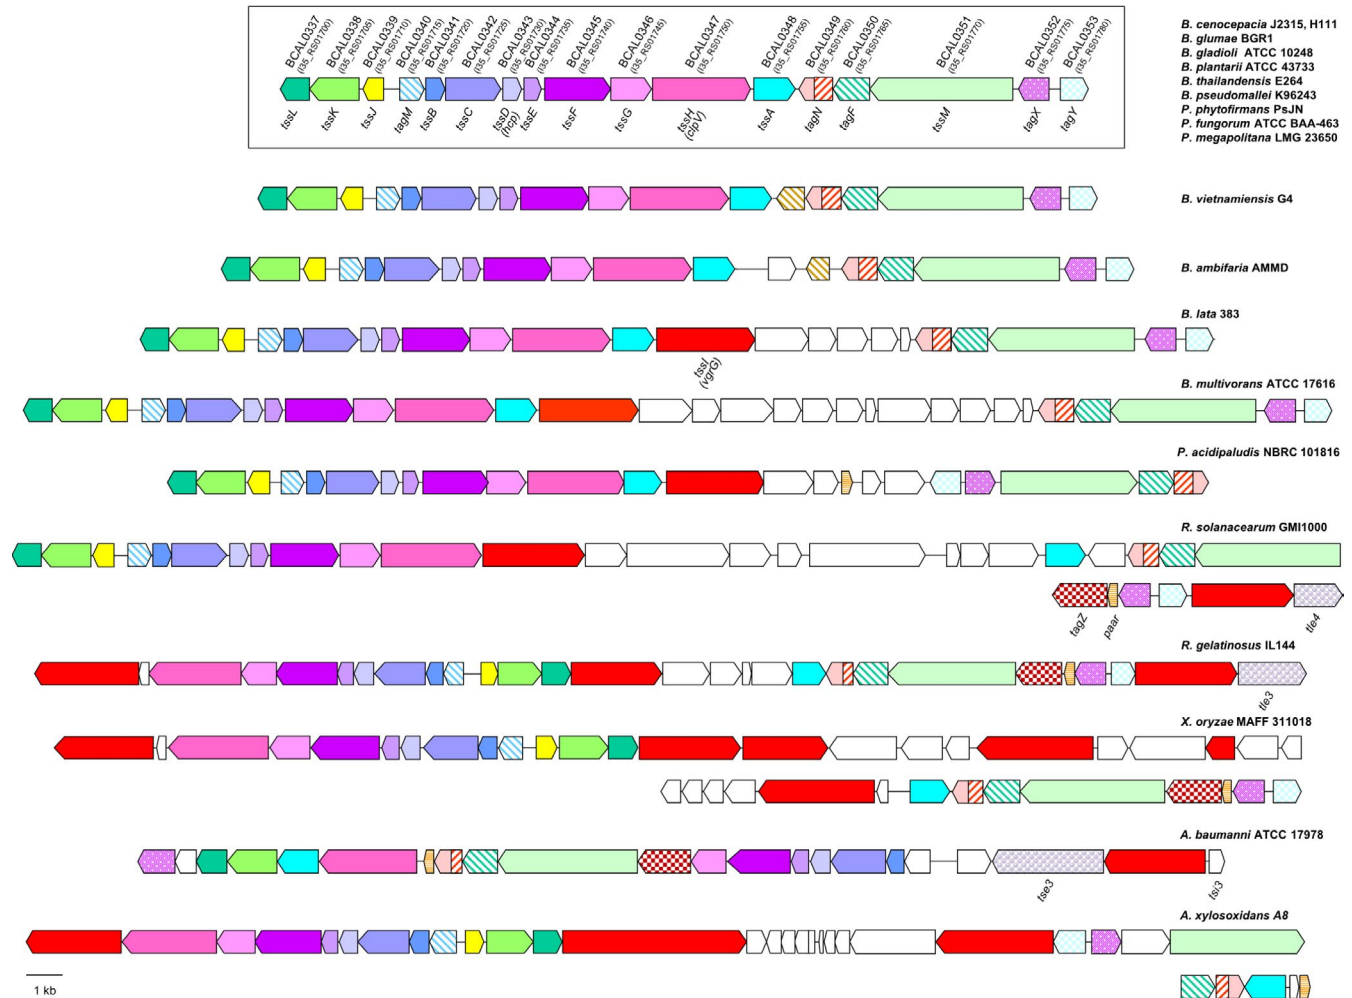 BCAL0337
(I35_RS01700)
BCAL0338
(I35_RS01705)
BCAL0339
(I35_RS01710)
BCAL0340
(I35_RS01715)
BCAL0341
(I35_RS01720)
BCAL0342
(I35_RS01725)
BCAL0343
(I35_RS01730)
BCAL0344
(I35_RS01735)
BCAL0345
(I35_RS01740)
BCAL0346
(I35_RS01745)
BCAL0347
(I35_RS01750)
BCAL0348
(I35_RS01755)
BCAL0349
(I35_RS01760)
BCAL0350
(I35_RS01765)
BCAL0351
(I35_RS01770)
BCAL0352
(I35_RS01775)
BCAL0353
(I35_RS01780)
tssL
tssK
tssJ
tagM
tssB
tssC
tssD
(hcp)
tssE
tssF
tssG
tssH
(clpV)
tssA
tagN
tagF
tssM
tagX
tagY
B. cenocepacia J2315, H111
B. glumae BGR1
B. gladioli ATCC 10248
B. plantarii ATCC 43733
B. thailandensis E264
B. pseudomallei K96243
P. phytofirmans PsJN
P. fungorum ATCC BAA-463
P. megapolitana LMG 23650
B. vietnamiensis G4
B. ambifaria AMMD
B. lata 383
tssI
(vgrG)
B. multivorans ATCC 17616
P. acidipaludis NBRC 101816
R. solanacearum GMI1000
tagZ
paar
tle4
R. gelatinosus IL144
tle3
X. oryzae MAFF 311018
A. baumanni ATCC 17978
tse3
tsi3
A. xylosoxidans A8
1 kb